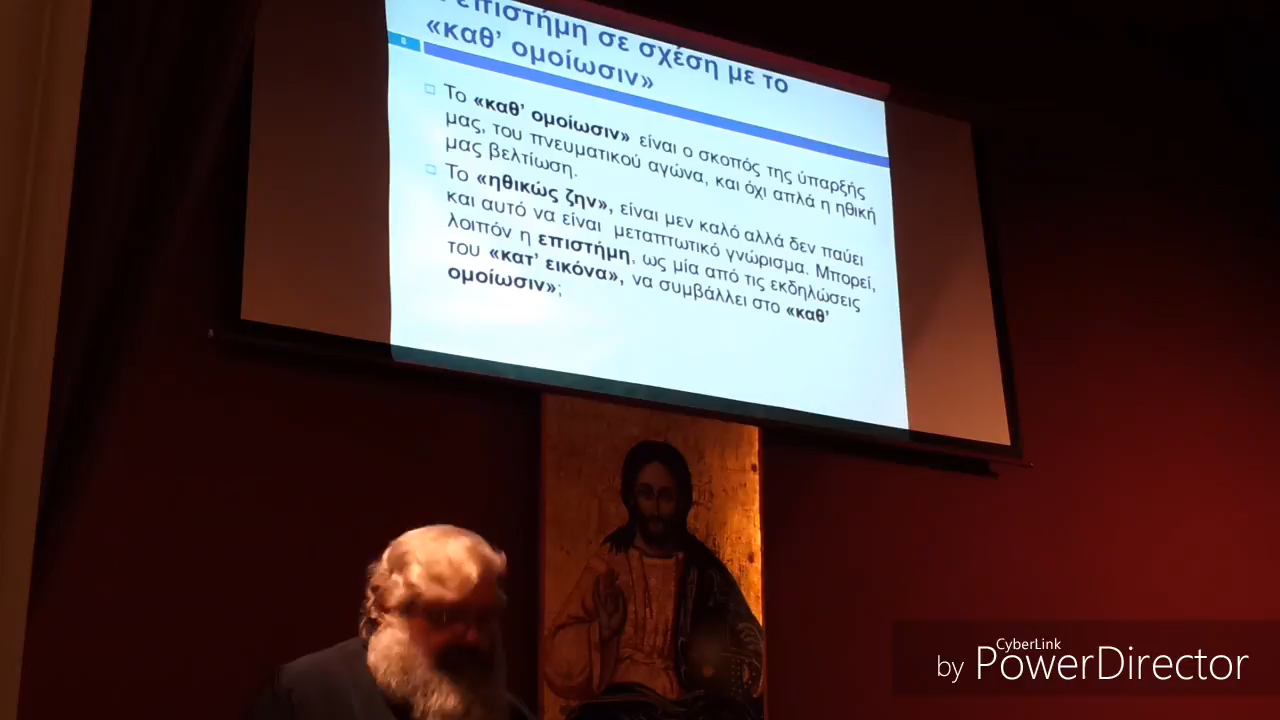 επιστήμη σε σχέση με το
«καθ’ ομοίωσιν»
Το «καθ’ ομοίωσιν» είναι ο σκοπός της ύπαρξής
μας, του πνευματικού αγώνα, και όχι απλά η ηθική
μας βελτίωση.
Το «ηθικώς ζην», είναι μεν καλό αλλά δεν παύει
και αυτό να είναι μεταπτωτικό γνώρισμα. Μπορεί,
λοιπόν η επιστήμη, ως μία από τις εκδηλώσεις
του «κατ’ εικόνα», να συμβάλλει στο «καθ’
ομοίωσιν»;
by CyberLink PowerDirector